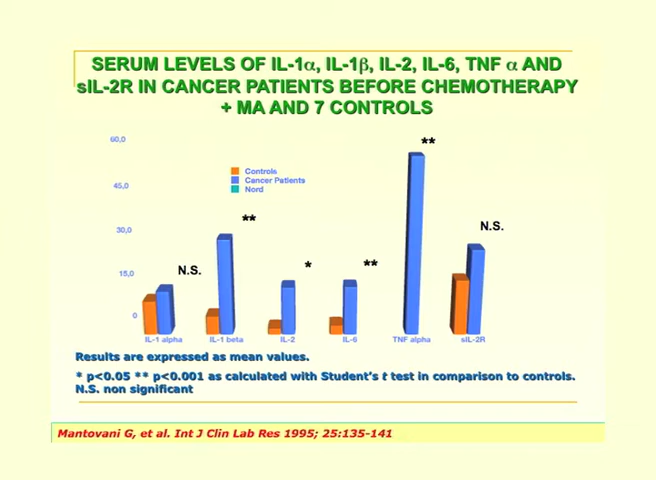 SERUM LEVELS OF IL-1α, IL-1β, IL-2, IL-6, TNF α AND
sIL-2R IN CANCER PATIENTS BEFORE CHEMOTHERAPY
+ MA AND 7 CONTROLS
60,0
45,0
30,0
15,0
0
Controls
Cancer Patients
Nord
N.S.
**
*
**
**
N.S.
IL-1 alpha IL-1 beta IL-2 IL-6 TNF alpha sIL-2R
Results are expressed as mean values.
* p<0.05 ** p<0.001 as calculated with Student's t test in comparison to controls.
N.S. non significant
Mantovani G, et al. Int J Clin Lab Res 1995; 25:135-141